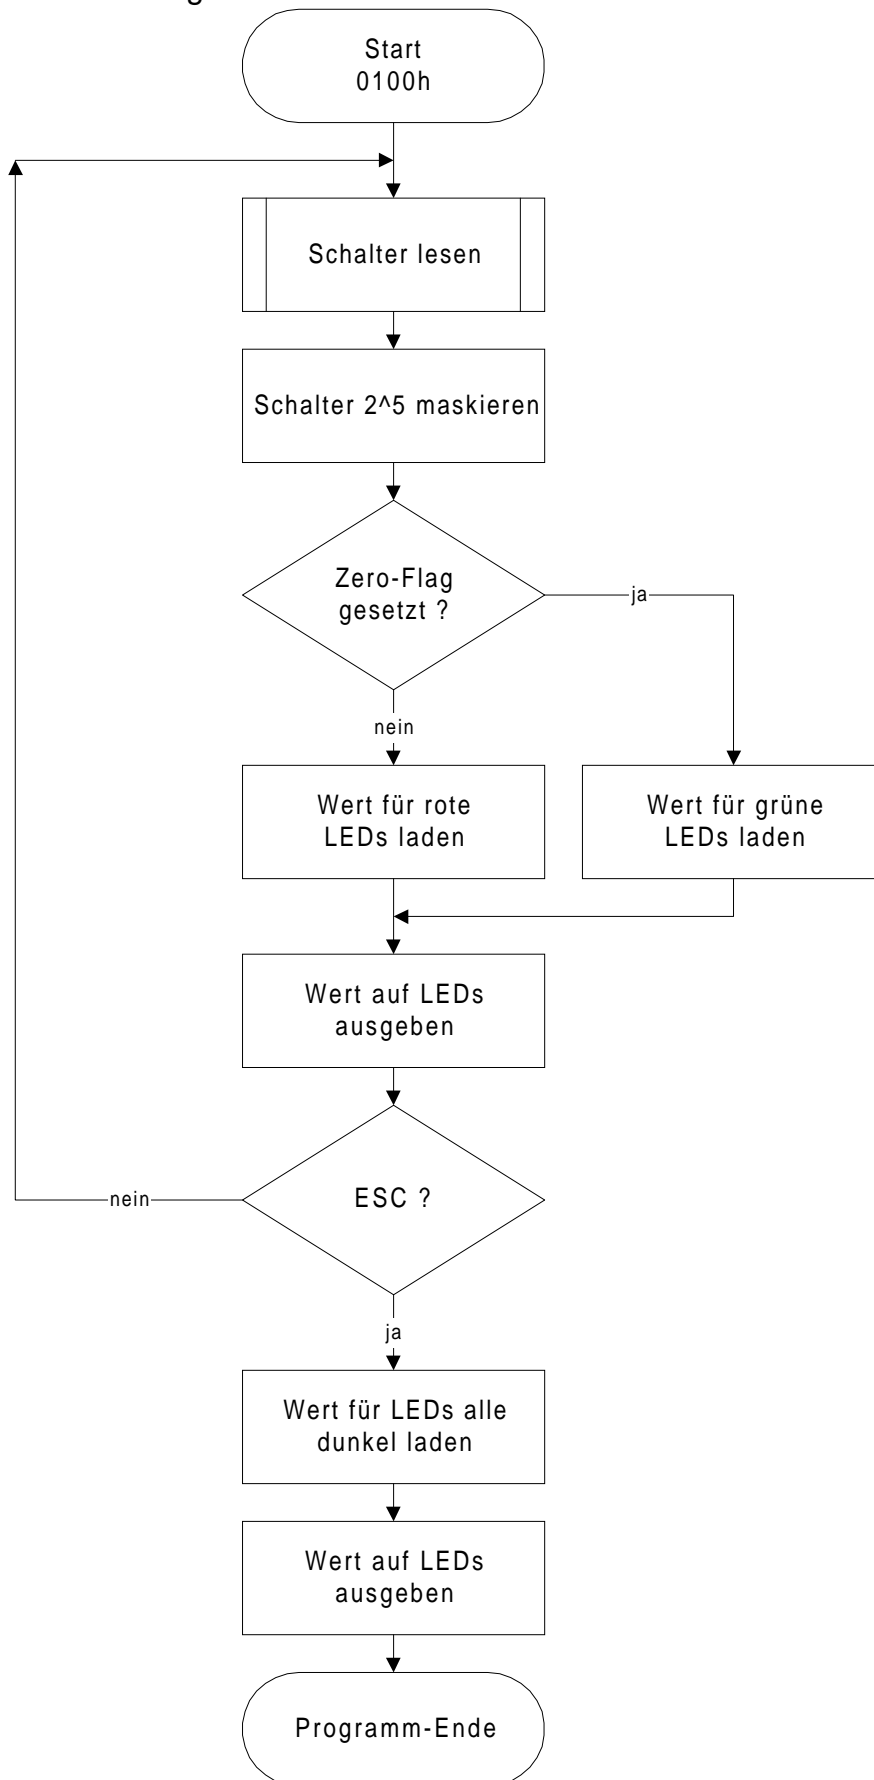 Start
0100h
Schalter lesen
Schalter 2^5 maskieren
Zero-Flag
gesetzt ?
ja
nein
Wert für rote
LEDs laden
Wert für grüne
LEDs laden
Wert auf LEDs
ausgeben
ESC ?
nein
ja
Wert für LEDs alle
dunkel laden
Wert auf LEDs
ausgeben
Programm-Ende